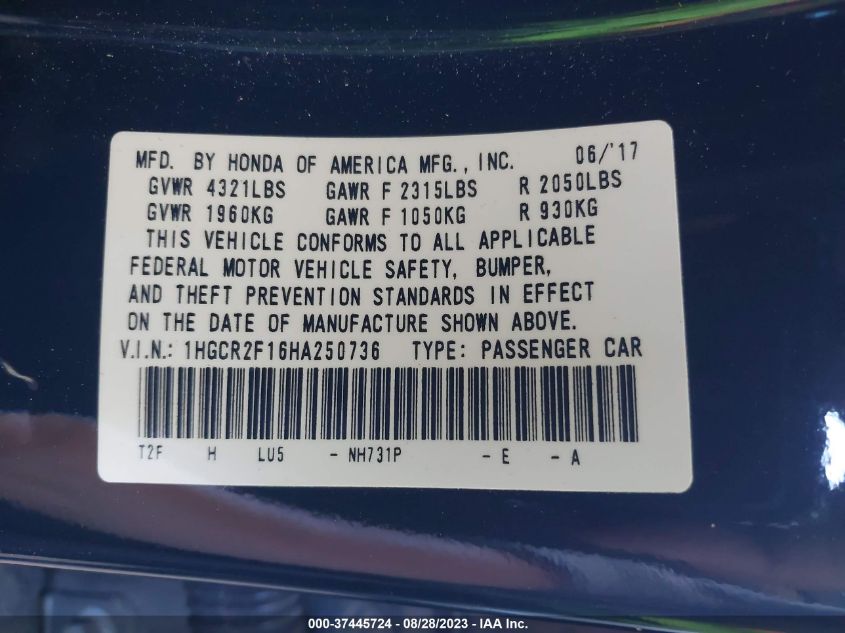 MFD. BY HONDA OF AMERICA MFG., INC. 06/'17
GVWR 4321LBS GAWR F 2315LBS R 2050LBS
GVWR 1960KG GAWR F 1050KG R 930KG
THIS VEHICLE CONFORMS TO ALL APPLICABLE
FEDERAL MOTOR VEHICLE SAFETY, BUMPER,
AND THEFT PREVENTION STANDARDS IN EFFECT
ON THE DATE OF MANUFACTURE SHOWN ABOVE.
V.I.N.: 1HGCR2F16HA250736 TYPE: PASSENGER CAR
T2F H LU5 - NH731P - E - A
000-37445724 - 08/28/2023 - IAA Inc.